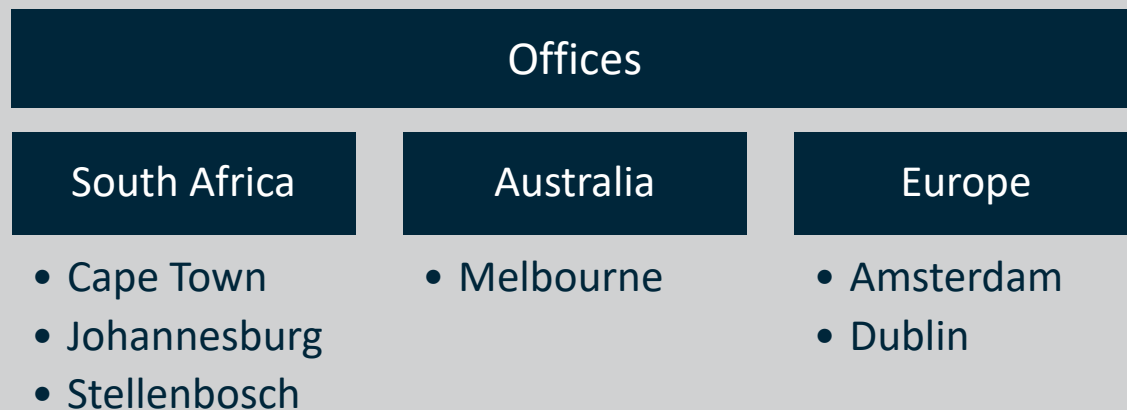 Offices
South Africa
• Cape Town
• Johannesburg
• Stellenbosch
Australia
• Melbourne
Europe
• Amsterdam
• Dublin